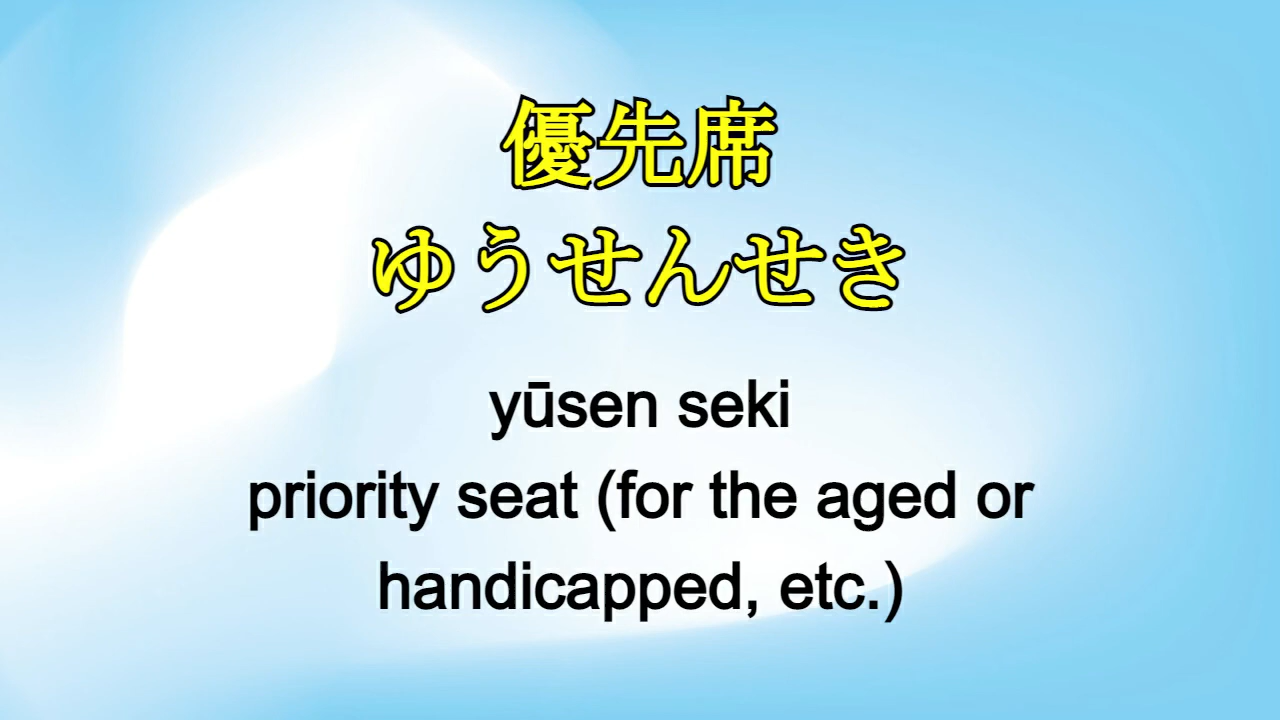 優先席
ゆうせんせき
yūsen seki
priority seat (for the aged or
handicapped, etc.)